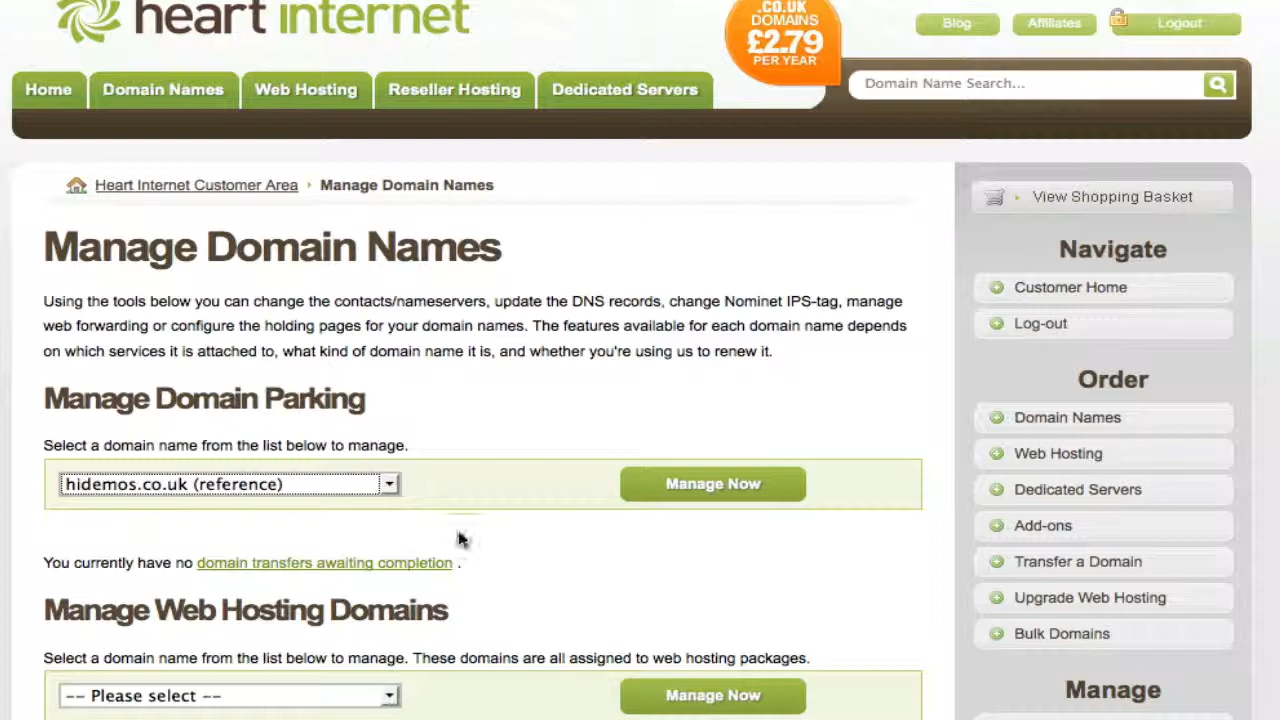 heart internet
.CO.UK
DOMAINS
£2.79
PER YEAR
Blog
Affiliates
Logout
Home
Domain Names
Web Hosting
Reseller Hosting
Dedicated Servers
Domain Name Search...
Heart Internet Customer Area
Manage Domain Names
View Shopping Basket
Manage Domain Names
Using the tools below you can change the contacts/nameservers, update the DNS records, change Nominet IPS-tag, manage
web forwarding or configure the holding pages for your domain names. The features available for each domain name depends
on which services it is attached to, what kind of domain name it is, and whether you're using us to renew it.
Manage Domain Parking
Select a domain name from the list below to manage.
hidemos.co.uk (reference)
Manage Now
You currently have no domain transfers awaiting completion .
Manage Web Hosting Domains
Select a domain name from the list below to manage. These domains are all assigned to web hosting packages.
-- Please select --
Manage Now
Navigate
Customer Home
Log-out
Order
Domain Names
Web Hosting
Dedicated Servers
Add-ons
Transfer a Domain
Upgrade Web Hosting
Bulk Domains
Manage